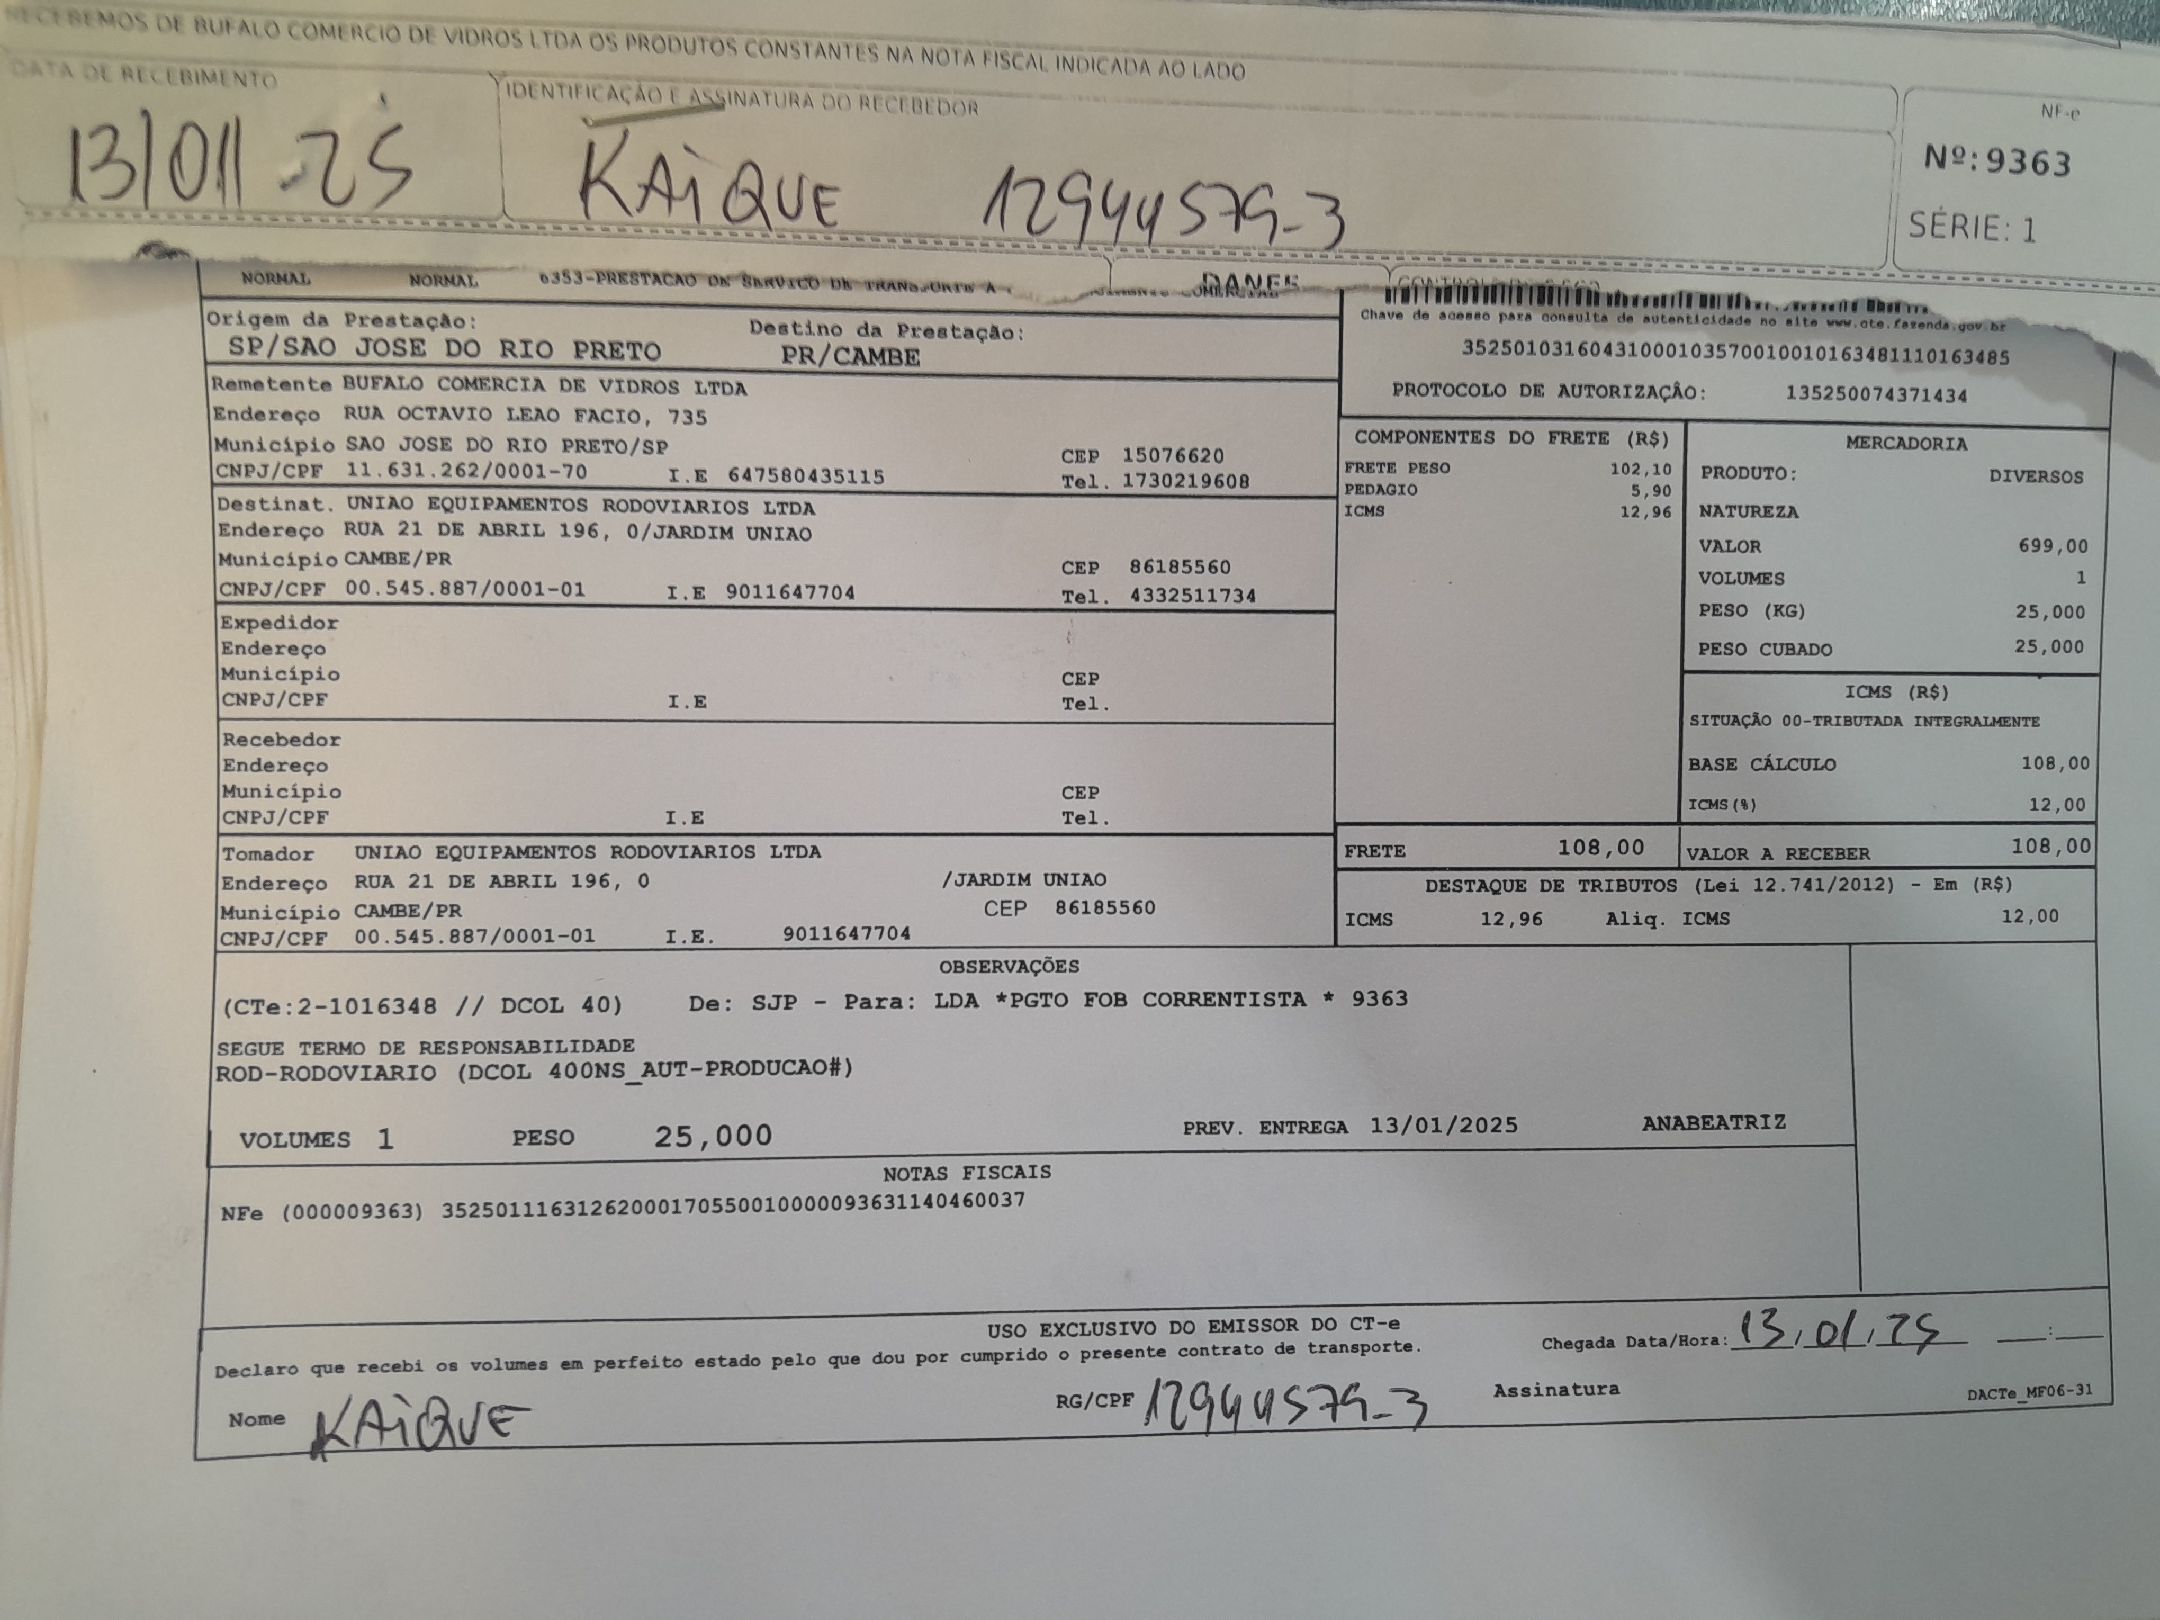 RECEBEMOS DE BUFALO COMERCIO DE VIDROS LTDA OS PRODUTOS CONSTANTES NA NOTA FISCAL INDICADA AO LADO
DATA DE RECEBIMENTO
IDENTIFICAÇÃO E ASSINATURA DO RECEBEDOR
NF-e
13/01/25
KAIQUE 12944579-3
Nº: 9363
SÉRIE: 1
NORMAL NORMAL 6353-PRESTACAO DE SERVICO DE TRANSPORTE A
DANFE
Chave de acesso para consulta de autenticidade no site www.cte.fazenda.gov.br
35250103160431000103570010010163481110163485
PROTOCOLO DE AUTORIZAÇÂO: 135250074371434
Origem da Prestação: Destino da Prestação:
SP/SAO JOSE DO RIO PRETO PR/CAMBE
Remetente BUFALO COMERCIA DE VIDROS LTDA
Endereço RUA OCTAVIO LEAO FACIO, 735
Município SAO JOSE DO RIO PRETO/SP CEP 15076620
CNPJ/CPF 11.631.262/0001-70 I.E 647580435115 Tel. 1730219608
Destinat. UNIAO EQUIPAMENTOS RODOVIARIOS LTDA
Endereço RUA 21 DE ABRIL 196, 0/JARDIM UNIAO
Município CAMBE/PR CEP 86185560
CNPJ/CPF 00.545.887/0001-01 I.E 9011647704 Tel. 4332511734
Expedidor
Endereço
Município CEP
CNPJ/CPF I.E Tel.
Recebedor
Endereço
Município CEP
CNPJ/CPF I.E Tel.
Tomador UNIAO EQUIPAMENTOS RODOVIARIOS LTDA
Endereço RUA 21 DE ABRIL 196, 0 /JARDIM UNIAO
Município CAMBE/PR CEP 86185560
CNPJ/CPF 00.545.887/0001-01 I.E. 9011647704
COMPONENTES DO FRETE (R$)
FRETE PESO 102,10
PEDAGIO 5,90
ICMS 12,96
MERCADORIA
PRODUTO: DIVERSOS
NATUREZA
VALOR 699,00
VOLUMES 1
PESO (KG) 25,000
PESO CUBADO 25,000
ICMS (R$)
SITUAÇÃO 00-TRIBUTADA INTEGRALMENTE
BASE CÁLCULO 108,00
ICMS(%) 12,00
FRETE 108,00 VALOR A RECEBER 108,00
DESTAQUE DE TRIBUTOS (Lei 12.741/2012) - Em (R$)
ICMS 12,96 Aliq. ICMS 12,00
OBSERVAÇÕES
(CTe:2-1016348 // DCOL 40) De: SJP - Para: LDA *PGTO FOB CORRENTISTA * 9363
SEGUE TERMO DE RESPONSABILIDADE
ROD-RODOVIARIO (DCOL 400NS_AUT-PRODUCAO#)
VOLUMES 1 PESO 25,000 PREV. ENTREGA 13/01/2025 ANABEATRIZ
NOTAS FISCAIS
NFe (000009363) 35250111631262000170550010000093631140460037
USO EXCLUSIVO DO EMISSOR DO CT-e
Declaro que recebi os volumes em perfeito estado pelo que dou por cumprido o presente contrato de transporte.
Chegada Data/Hora: 13/01/25 __:__
Nome KAIQUE RG/CPF 12944579-3 Assinatura DACTe_MF06-31